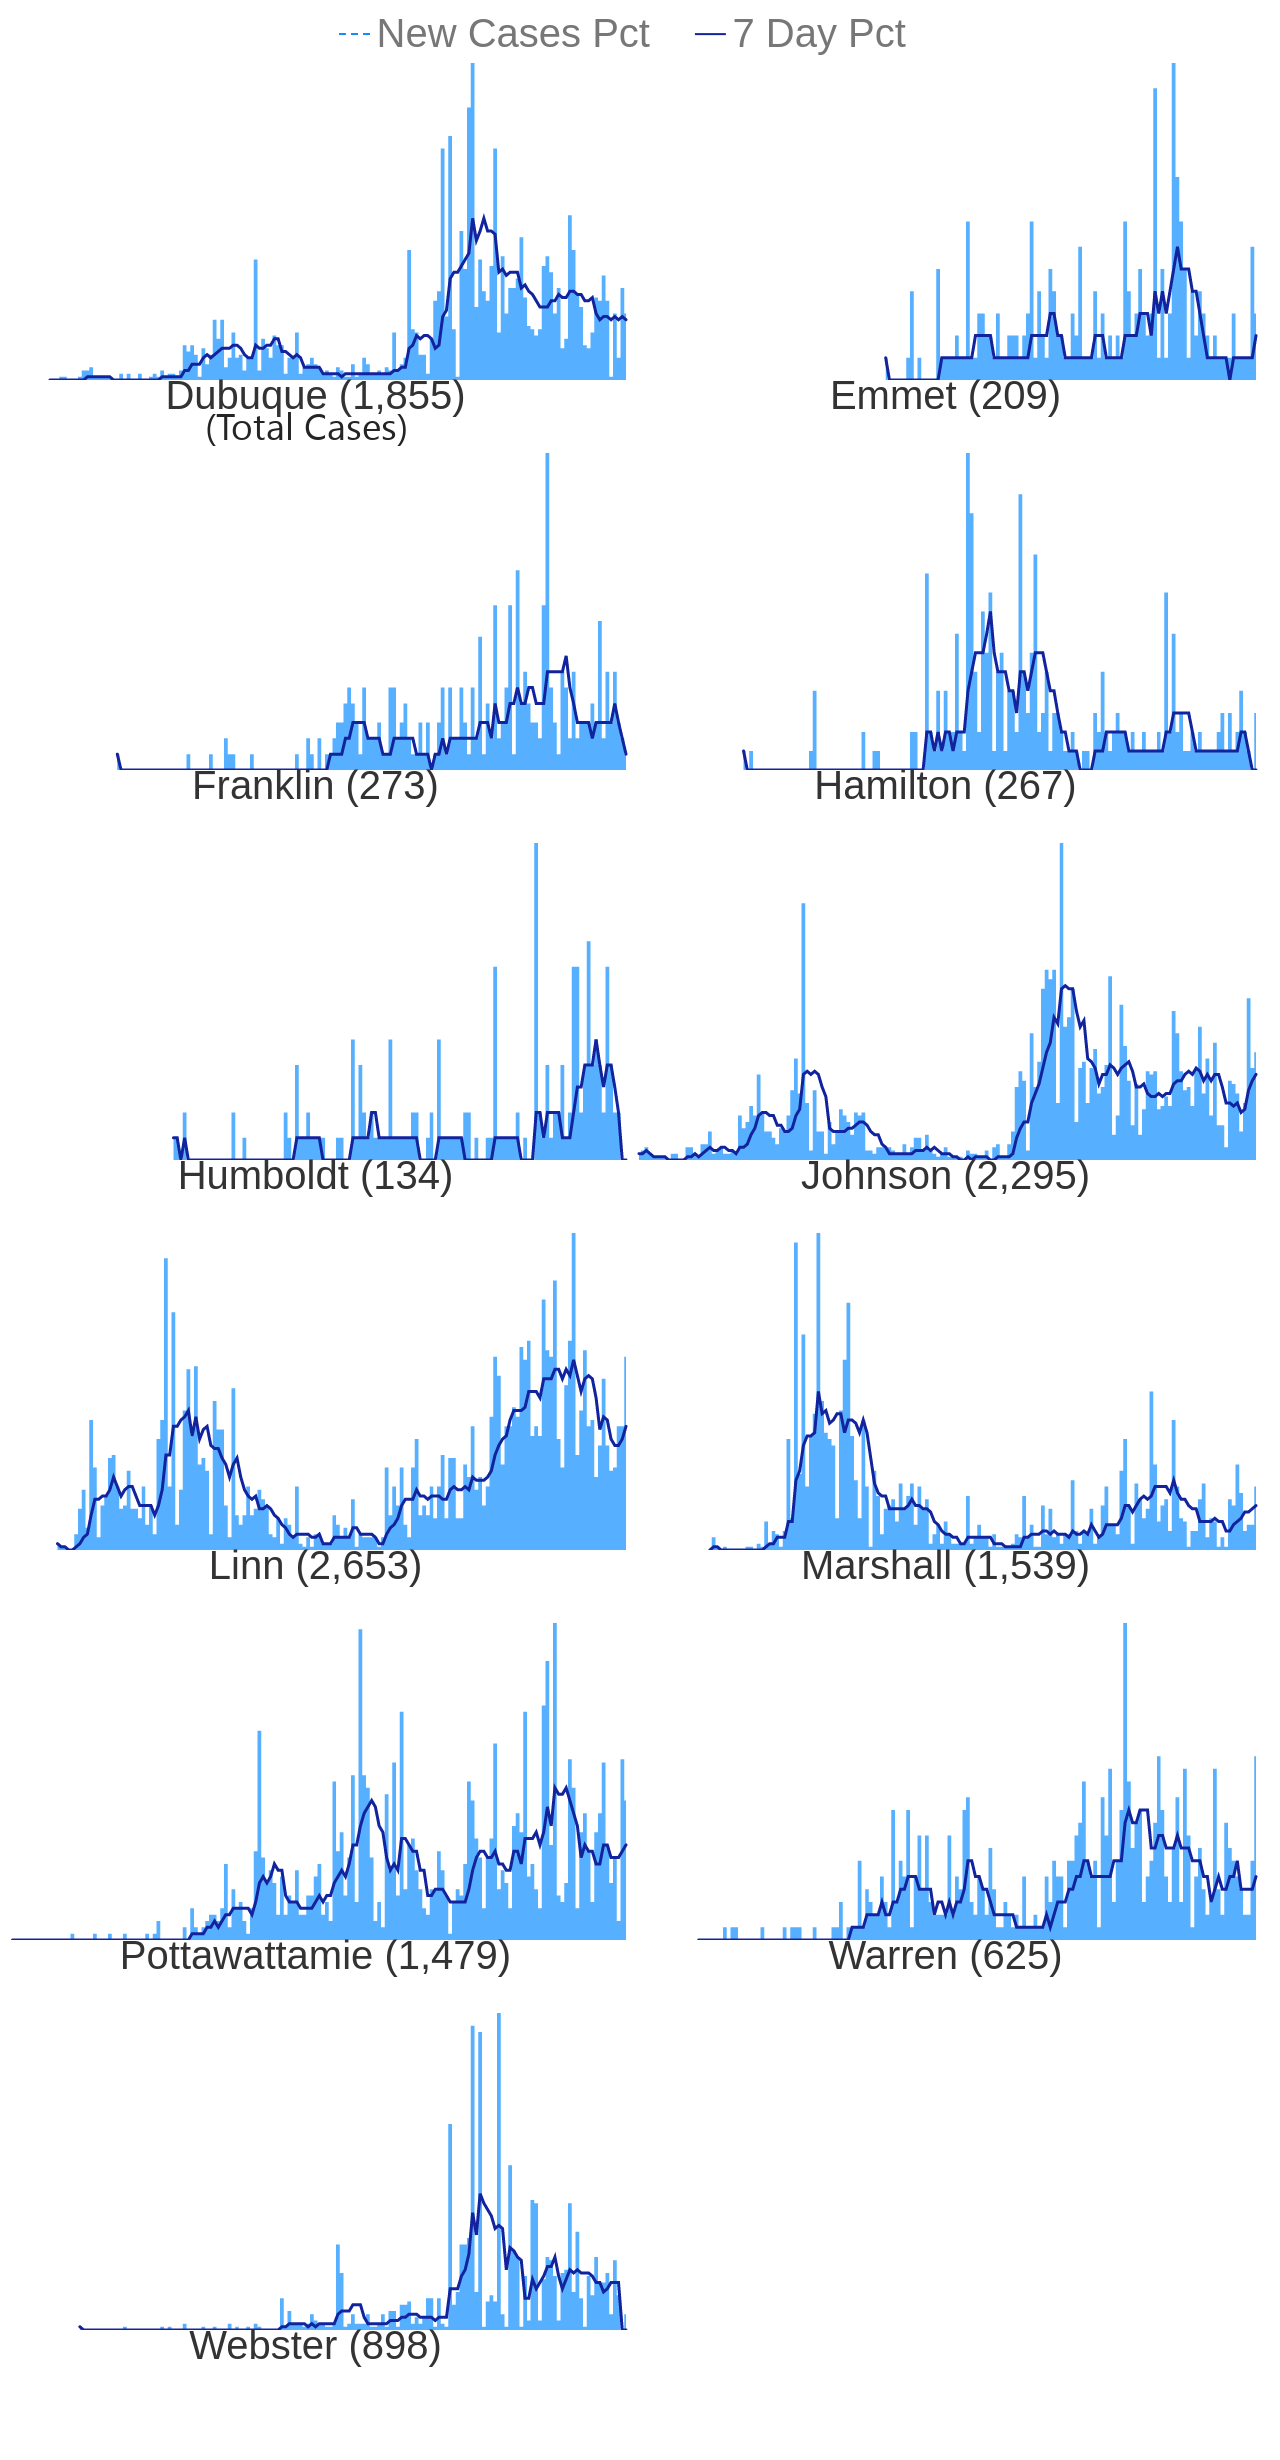 New Cases Pct 7 Day Pct
Dubuque (1,855) Emmet (209)
(Total Cases)
Franklin (273) Hamilton (267)
Humboldt (134) Johnson (2,295)
Linn (2,653) Marshall (1,539)
Pottawattamie (1,479) Warren (625)
Webster (898)